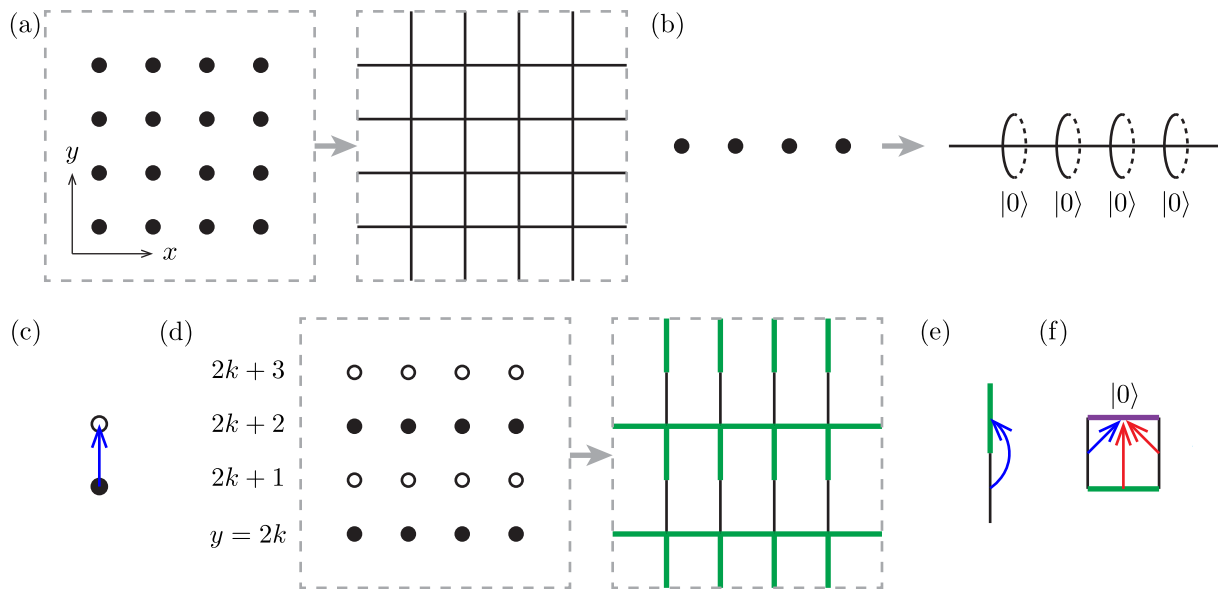 (a)
y
x
(b)
|0⟩ |0⟩ |0⟩ |0⟩
(c)
(d)
2k + 3
2k + 2
2k + 1
y = 2k
(e)
(f)
|0⟩